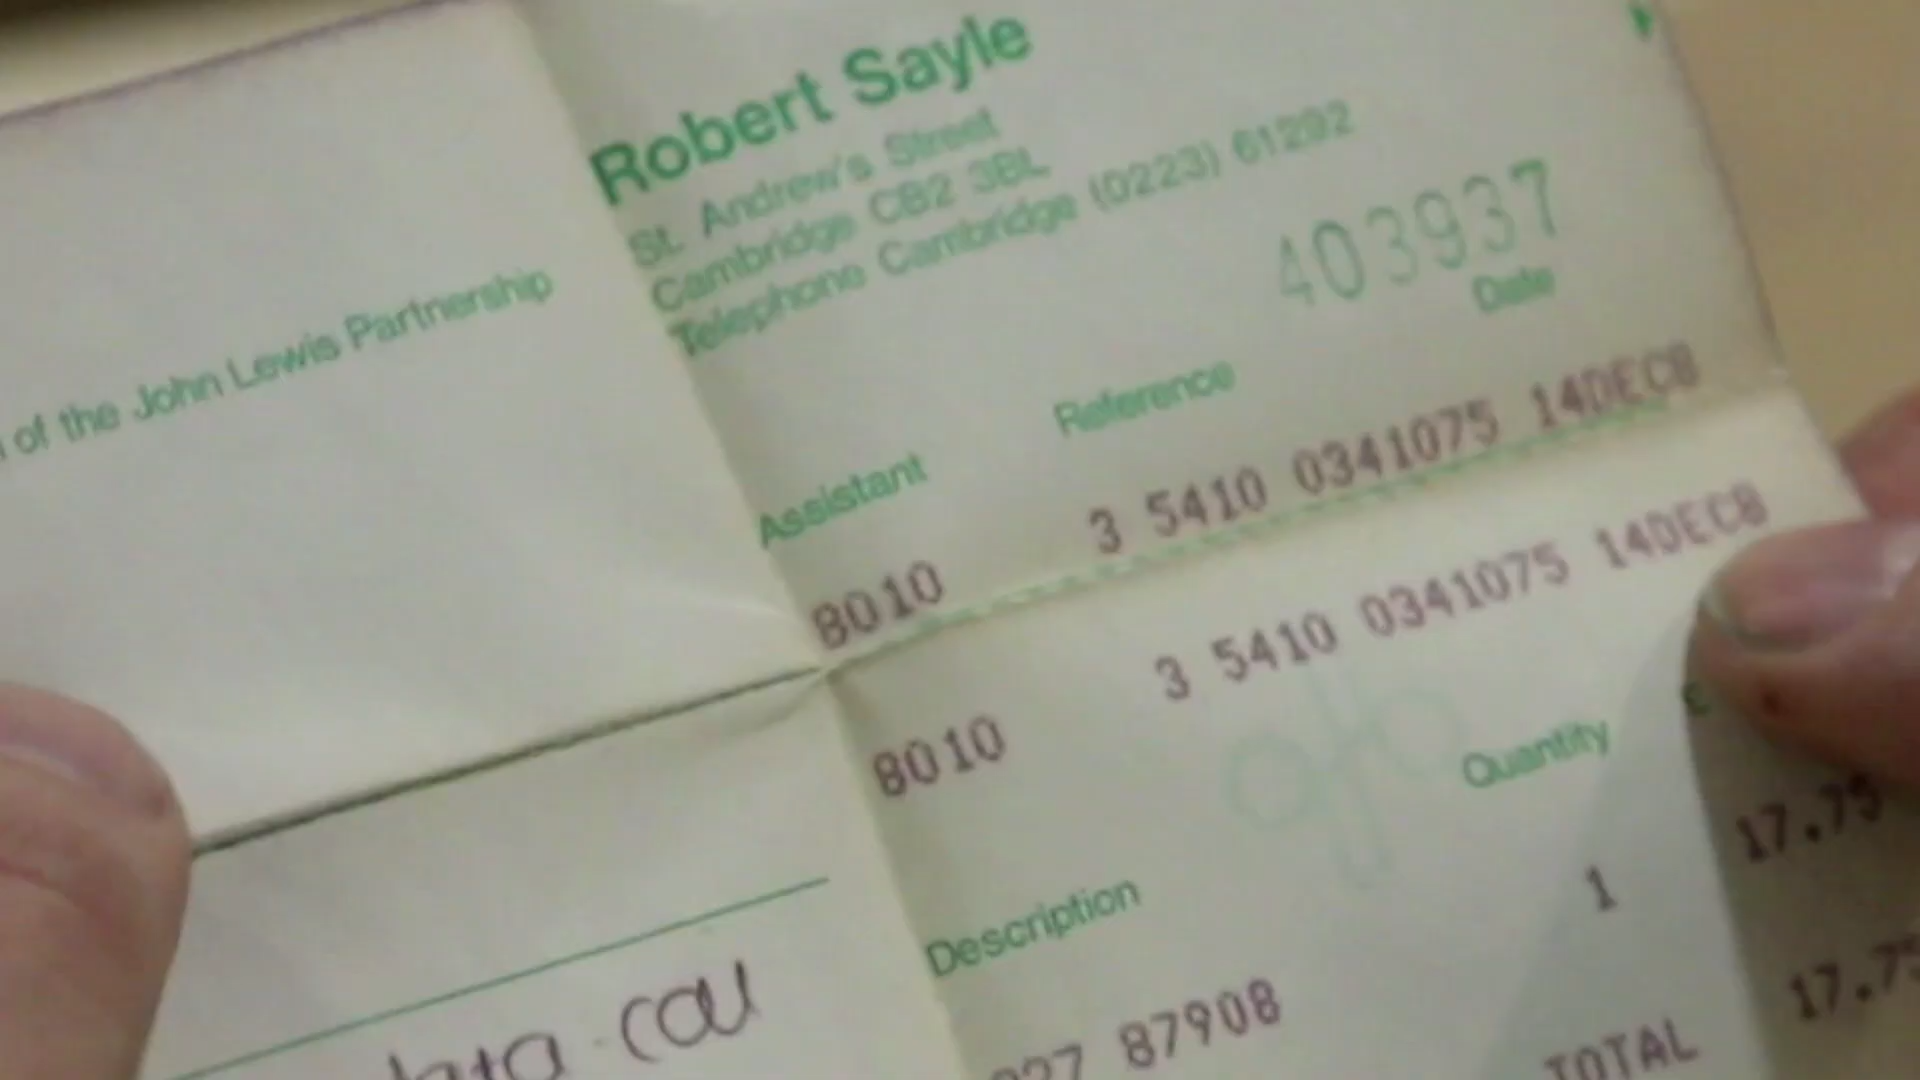 of the John Lewis Partnership
Robert Sayle
St. Andrew's Street
Cambridge CB2 3BL
Telephone Cambridge (0223) 61292
403937
Assistant Reference Date
8010 3 5410 0341075 14DEC8
8010 3 5410 0341075 14DEC8
Description Quantity
1 17.75
87908
TOTAL 17.75